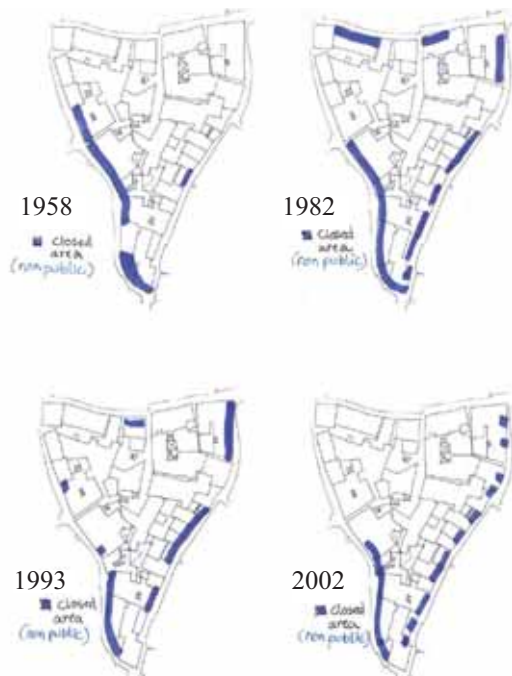 1958
closed
area
(non public)
1982
closed
area
(non public)
1993
closed
area
(non public)
2002
closed
area
(non public)